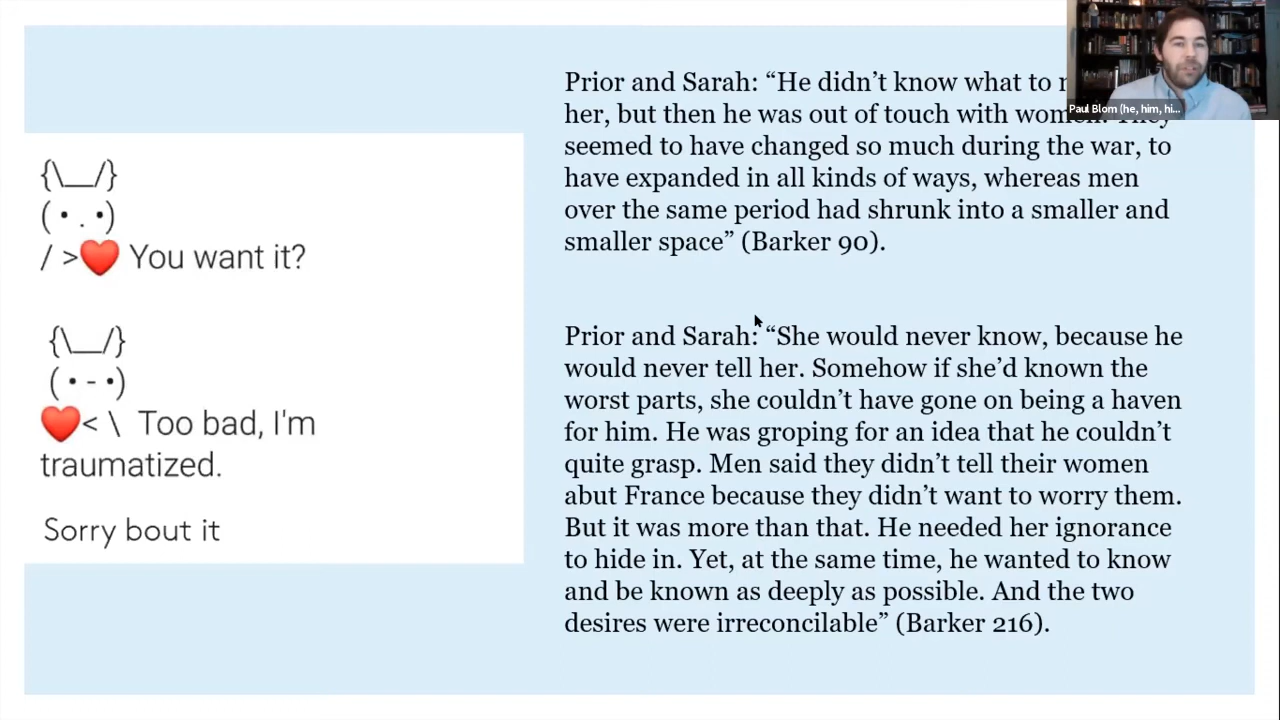 {\__/}
( • . •)
/ >❤️ You want it?
{\__/}
( • - •)
❤️< \ Too bad, I'm
traumatized.
Sorry bout it
Prior and Sarah: “He didn’t know what to
her, but then he was out of touch with women. They
seemed to have changed so much during the war, to
have expanded in all kinds of ways, whereas men
over the same period had shrunk into a smaller and
smaller space” (Barker 90).
Prior and Sarah: “She would never know, because he
would never tell her. Somehow if she’d known the
worst parts, she couldn’t have gone on being a haven
for him. He was groping for an idea that he couldn’t
quite grasp. Men said they didn’t tell their women
abut France because they didn’t want to worry them.
But it was more than that. He needed her ignorance
to hide in. Yet, at the same time, he wanted to know
and be known as deeply as possible. And the two
desires were irreconcilable” (Barker 216).
Paul Blom (he, him, hi...